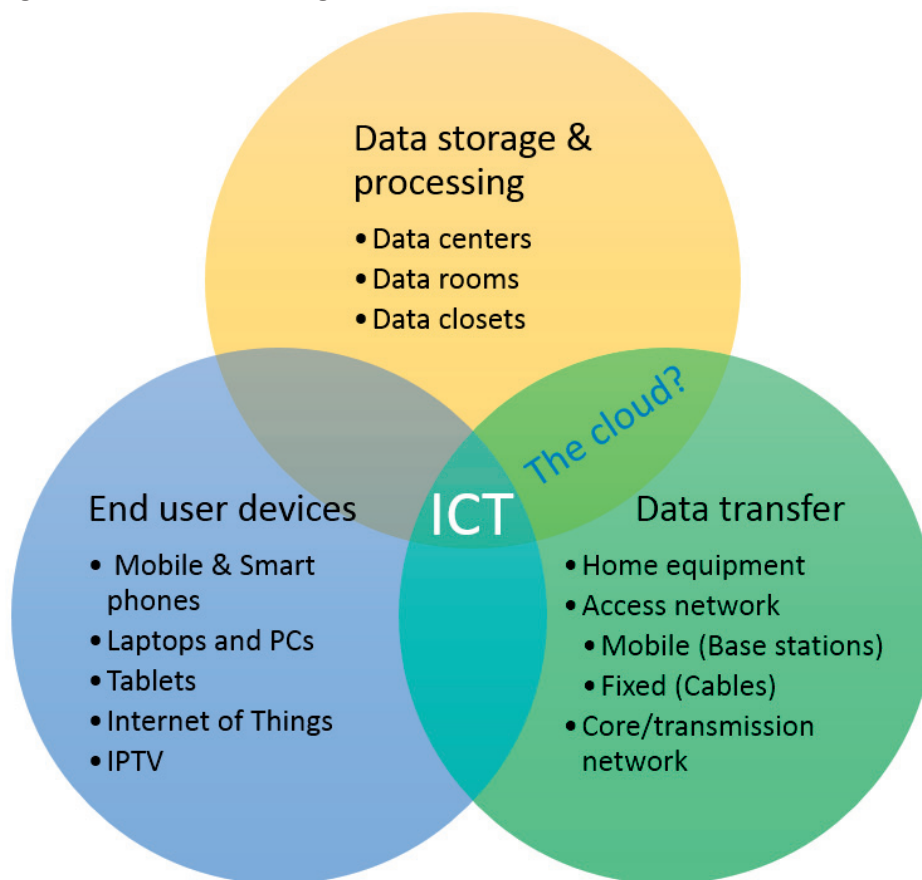 Data storage &
processing
• Data centers
• Data rooms
• Data closets
The cloud?
ICT
End user devices
• Mobile & Smart
phones
• Laptops and PCs
• Tablets
• Internet of Things
• IPTV
Data transfer
• Home equipment
• Access network
• Mobile (Base stations)
• Fixed (Cables)
• Core/transmission
network